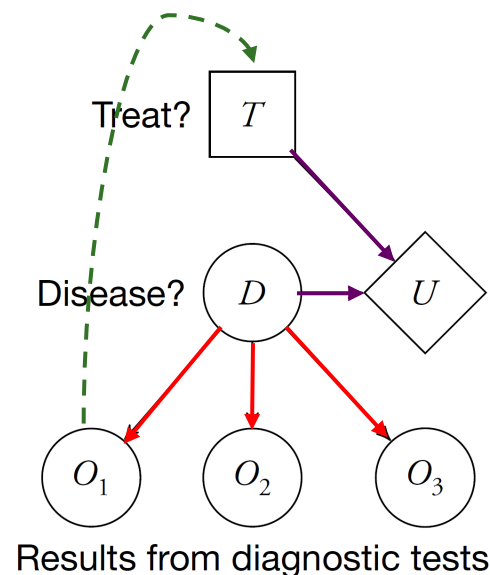 Treat? T
Disease? D U
O₁ O₂ O₃
Results from diagnostic tests